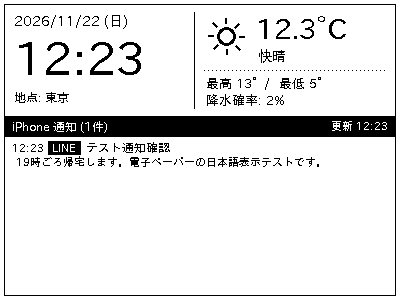 2026/11/22 (日)
12:23
地点: 東京
12.3°C
快晴
最高 13° / 最低 5°
降水確率: 2%
iPhone 通知 (1件) 更新 12:23
12:23 LINE テスト通知確認
19時ごろ帰宅します。電子ペーパーの日本語表示テストです。